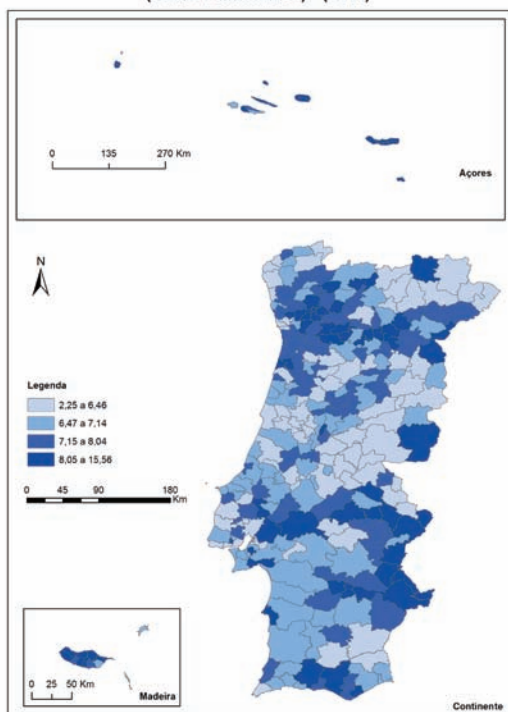 0 135 270 Km
Açores
N
Legenda
2,25 a 6,46
6,47 a 7,14
7,15 a 8,04
8,05 a 15,56
0 45 90 180
Km
0 25 50 Km
Madeira
Continente